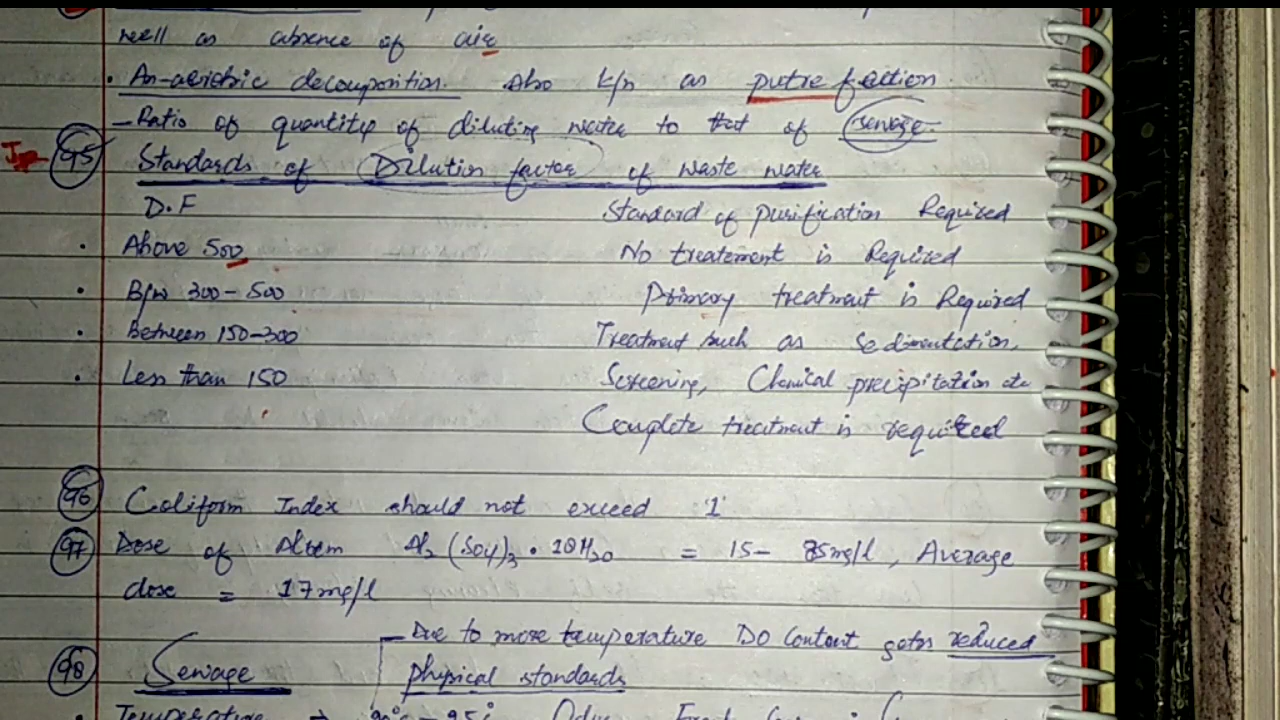 well as absence of air
· An-aerobic decomposition. Also k/n as putrefaction
– Ratio of quantity of diluting water to that of sewage.
Imp 95 Standards of Dilution factor of waste water
D.F Standard of purification Required
· Above 500 No treatement is Required
· B/w 300-500 Primary treatment is Required
· Between 150-300 Treatment such as Sedimentation,
· Less than 150 Screening, Chemical precipitation etc
Complete treatment is required
96 Coliform Index should not exceed '1'
97 Dose of Alum Al2(SO4)3 · 18H2O = 15- 85mg/l, Average
dose = 17mg/l
– Due to more temperature DO Content gets reduced
98 Sewage physical standards
· Temperature →